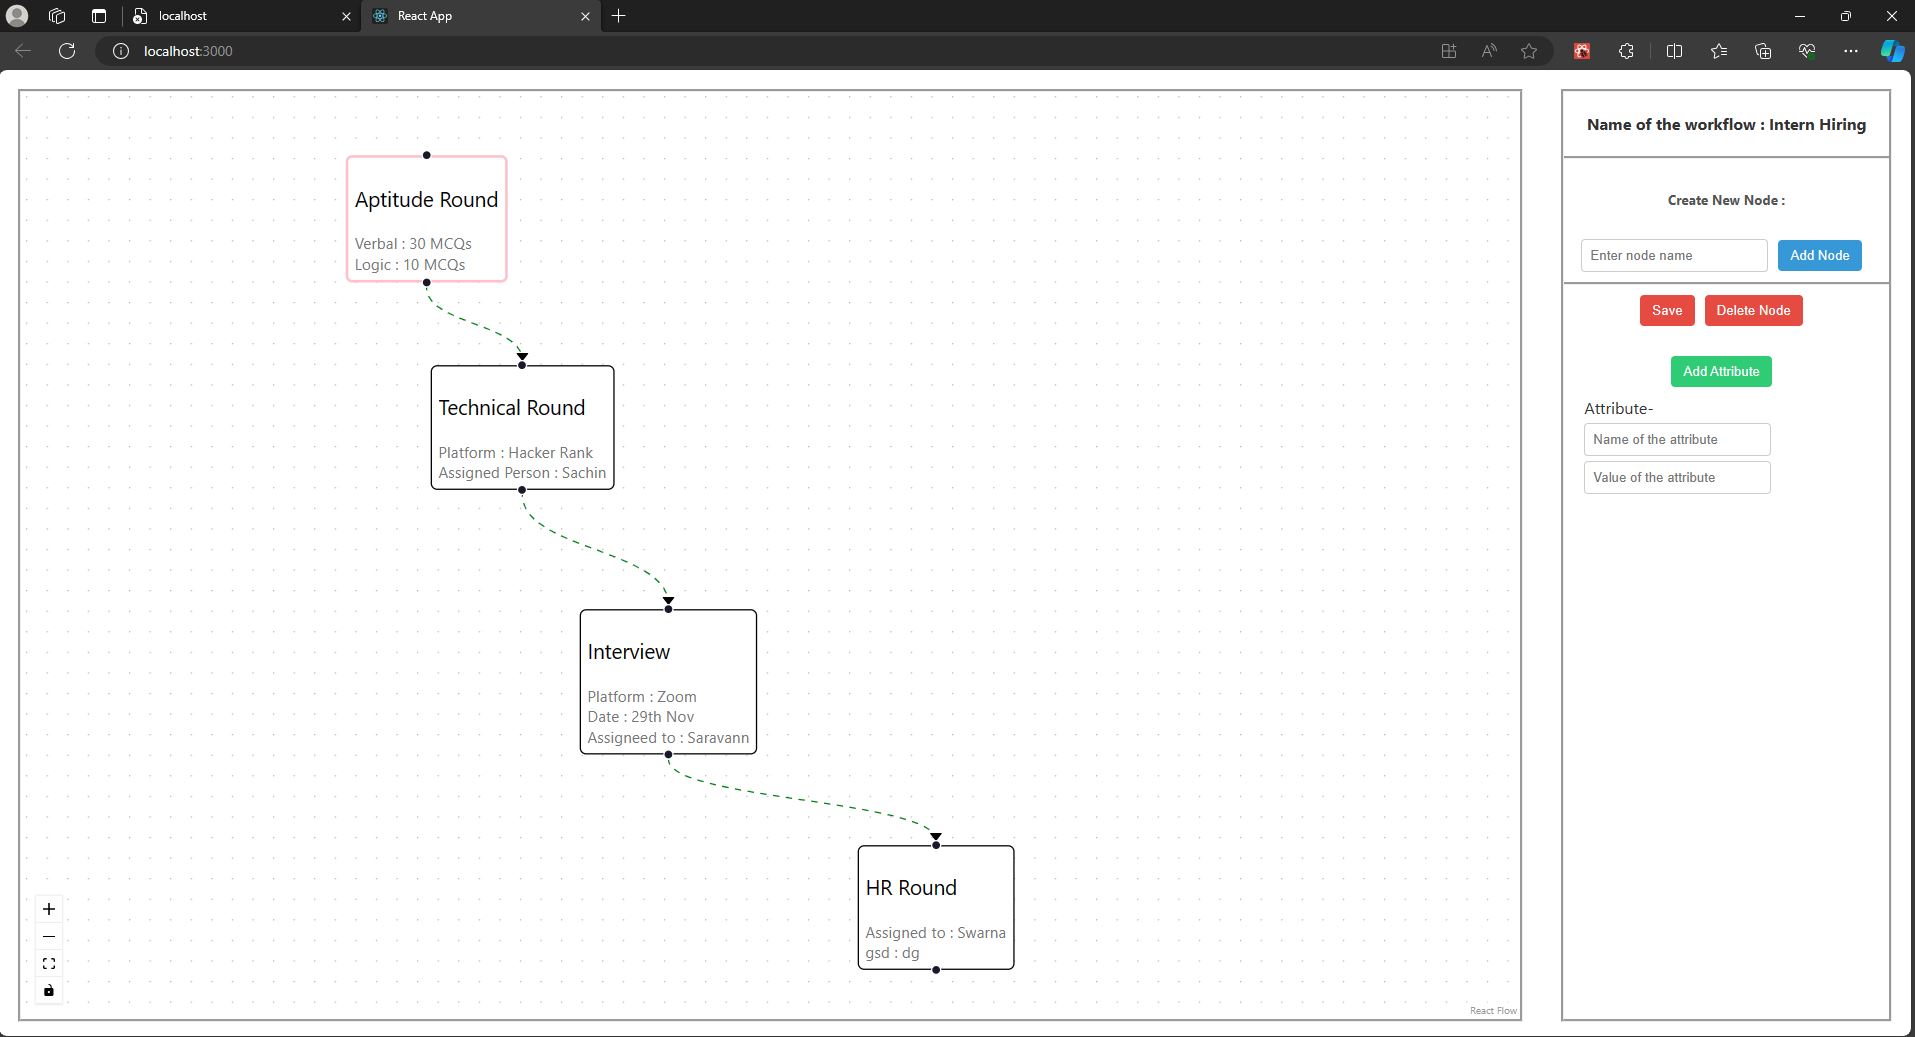 localhost
React App
localhost:3000
Aptitude Round
Verbal : 30 MCQs
Logic : 10 MCQs
Technical Round
Platform : Hacker Rank
Assigned Person : Sachin
Interview
Platform : Zoom
Date : 29th Nov
Assigneed to : Saravann
HR Round
Assigned to : Swarna
gsd : dg
React Flow
Name of the workflow : Intern Hiring
Create New Node :
Enter node name
Add Node
Save
Delete Node
Add Attribute
Attribute-
Name of the attribute
Value of the attribute